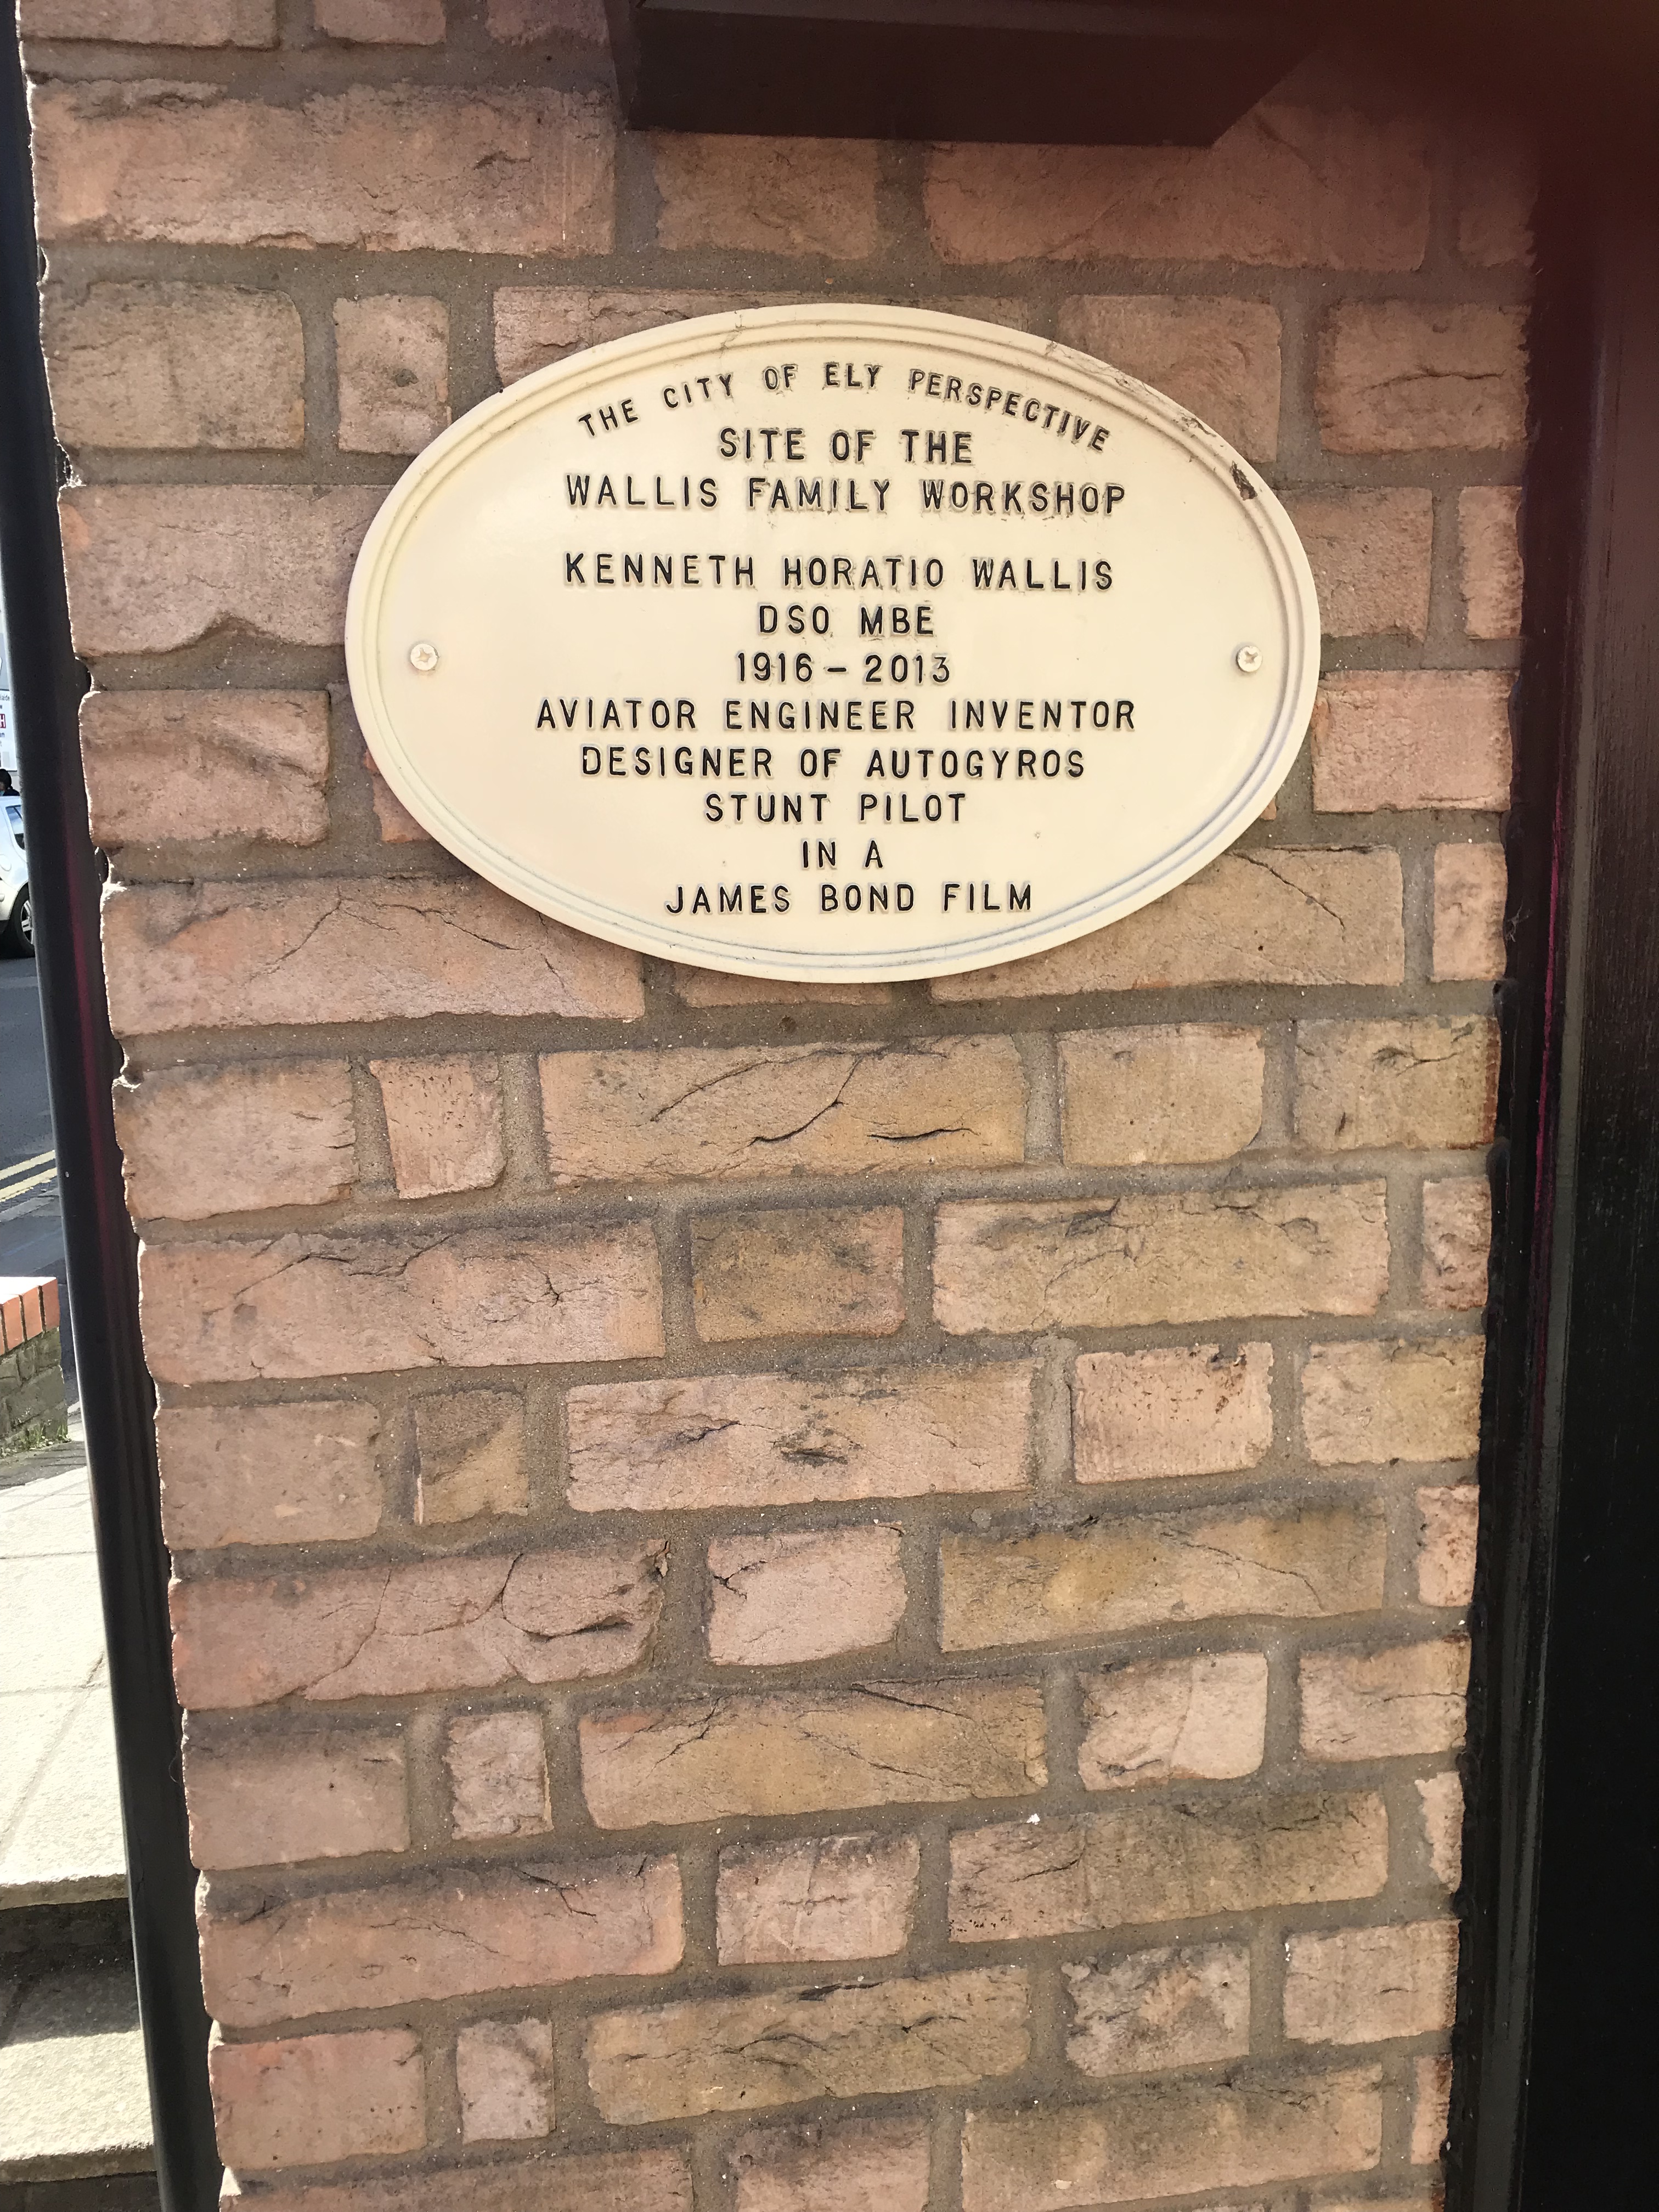 THE CITY OF ELY PERSPECTIVE
SITE OF THE
WALLIS FAMILY WORKSHOP
KENNETH HORATIO WALLIS
DSO MBE
1916 – 2013
AVIATOR ENGINEER INVENTOR
DESIGNER OF AUTOGYROS
STUNT PILOT
IN A
JAMES BOND FILM